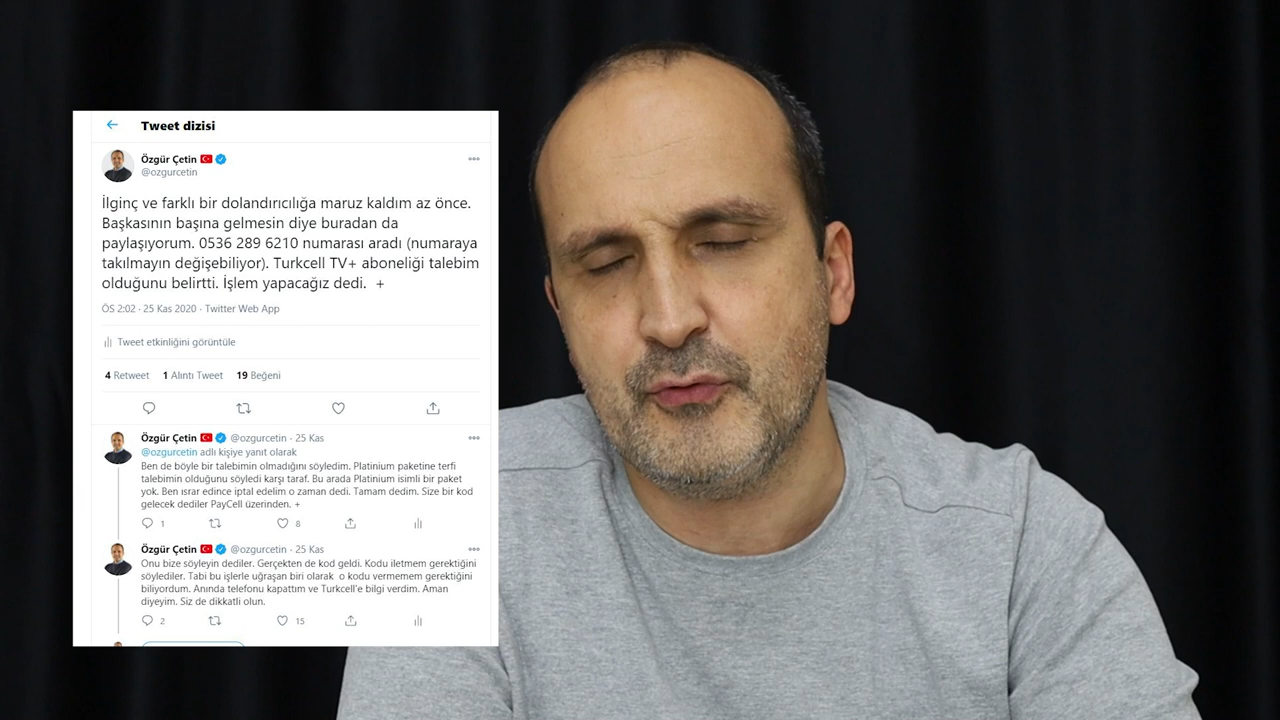 Tweet dizisi
Özgür Çetin
@ozgurcetin
İlginç ve farklı bir dolandırıcılığa maruz kaldım az önce.
Başkasının başına gelmesin diye buradan da
paylaşıyorum. 0536 289 6210 numarası aradı (numaraya
takılmayın değişebiliyor). Turkcell TV+ aboneliği talebim
olduğunu belirtti. İşlem yapacağız dedi. +
ÖS 2:02 · 25 Kas 2020 · Twitter Web App
Tweet etkinliğini görüntüle
4 Retweet 1 Alıntı Tweet 19 Beğeni
Özgür Çetin @ozgurcetin · 25 Kas
@ozgurcetin adlı kişiye yanıt olarak
Ben de böyle bir talebimin olmadığını söyledim. Platinium paketine terfi
talebimin olduğunu söyledi karşı taraf. Bu arada Platinium isimli bir paket
yok. Ben ısrar edince iptal edelim o zaman dedi. Tamam dedim. Size bir kod
gelecek dediler PayCell üzerinden. +
1 8
Özgür Çetin @ozgurcetin · 25 Kas
Onu bize söyleyin dediler. Gerçekten de kod geldi. Kodu iletmem gerektiğini
söylediler. Tabi bu işlerle uğraşan biri olarak o kodu vermemem gerektiğini
biliyordum. Anında telefonu kapattım ve Turkcell'e bilgi verdim. Aman
diyeyim. Siz de dikkatli olun.
2 15